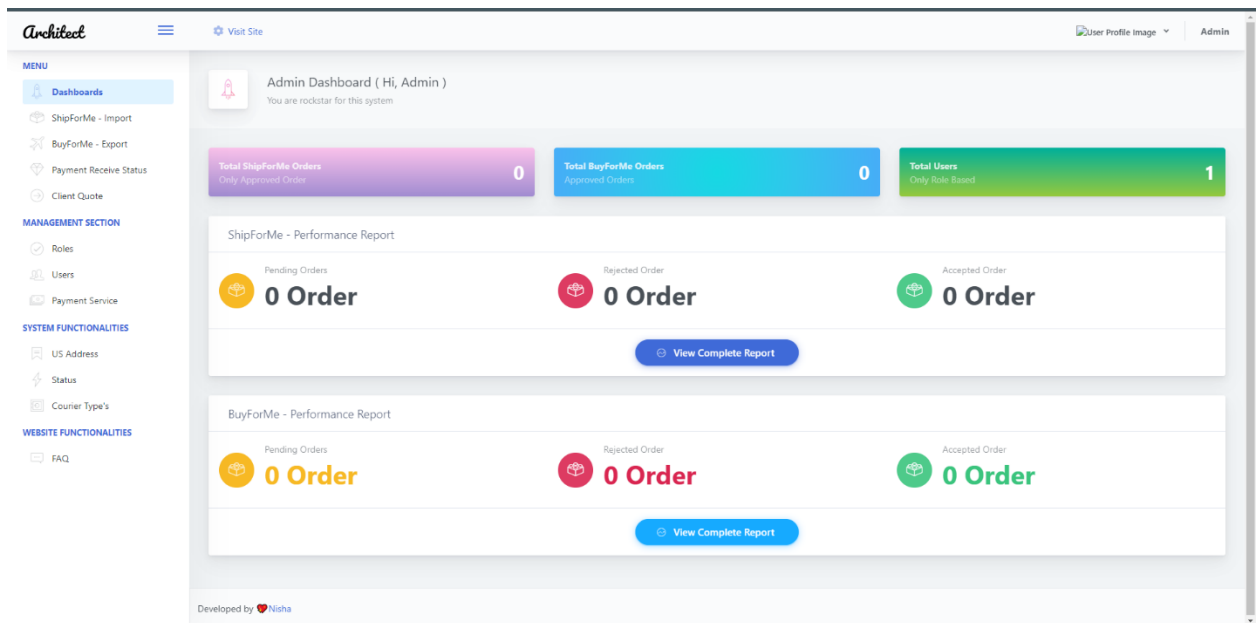 Architect
Visit Site
User Profile Image
Admin
MENU
Dashboards
ShipForMe - Import
BuyForMe - Export
Payment Receive Status
Client Quote
MANAGEMENT SECTION
Roles
Users
Payment Service
SYSTEM FUNCTIONALITIES
US Address
Status
Courier Type's
WEBSITE FUNCTIONALITIES
FAQ
Admin Dashboard ( Hi, Admin )
You are rockstar for this system
Total ShipForMe Orders
Only Approved Order
0
Total BuyForMe Orders
Approved Orders
0
Total Users
Only Role Based
1
ShipForMe - Performance Report
Pending Orders
0 Order
Rejected Order
0 Order
Accepted Order
0 Order
View Complete Report
BuyForMe - Performance Report
Pending Orders
0 Order
Rejected Order
0 Order
Accepted Order
0 Order
View Complete Report
Developed by Nisha